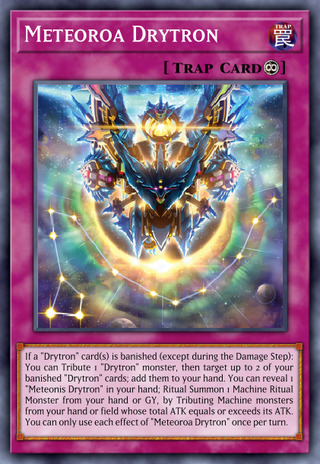 Meteoroa Drytron
TRAP
罠
[Trap Card]
If a "Drytron" card(s) is banished (except during the Damage Step):
You can Tribute 1 "Drytron" monster, then target up to 2 of your
banished "Drytron" cards; add them to your hand. You can reveal 1
"Meteonis Drytron" in your hand; Ritual Summon 1 Machine Ritual
Monster from your hand or GY, by Tributing Machine monsters
from your hand or field whose total ATK equals or exceeds its ATK.
You can only use each effect of "Meteoroa Drytron" once per turn.